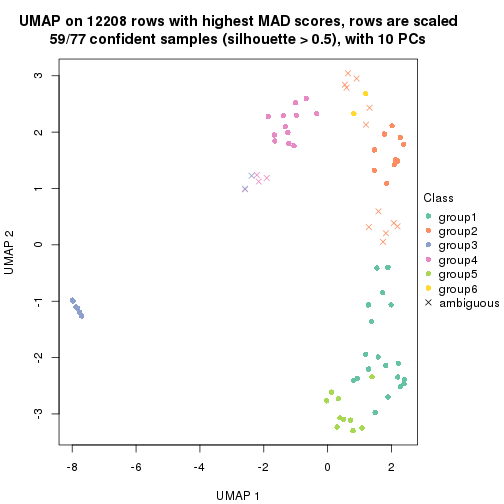 UMAP on 12208 rows with highest MAD scores, rows are scaled
59/77 confident samples (silhouette > 0.5), with 10 PCs
3
2
1
0
-1
-2
-3
UMAP 2
-8
-6
-4
-2
0
2
UMAP 1
Class
group1
group2
group3
group4
group5
group6
ambiguous